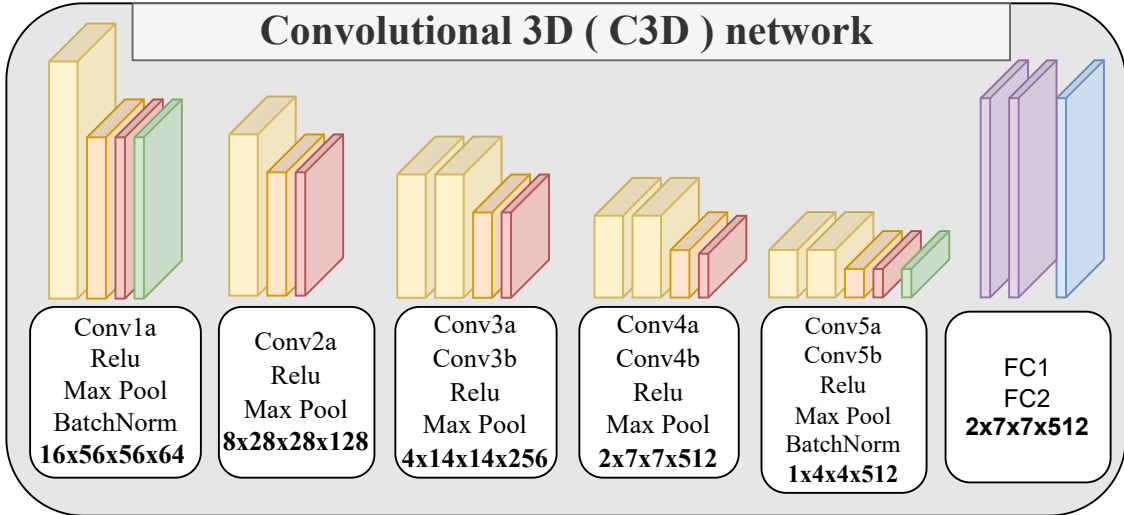 Convolutional 3D ( C3D ) network
Conv1a
Relu
Max Pool
BatchNorm
16x56x56x64
Conv2a
Relu
Max Pool
8x28x28x128
Conv3a
Conv3b
Relu
Max Pool
4x14x14x256
Conv4a
Conv4b
Relu
Max Pool
2x7x7x512
Conv5a
Conv5b
Relu
Max Pool
BatchNorm
1x4x4x512
FC1
FC2
2x7x7x512